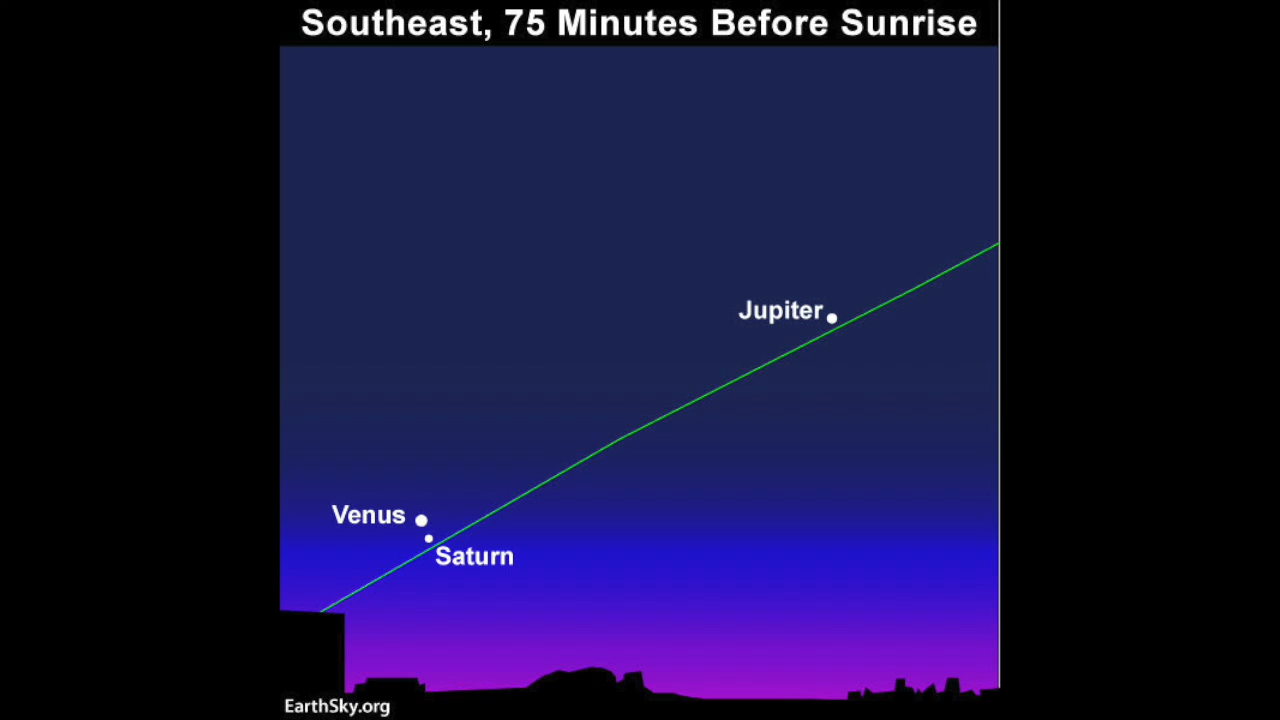 Southeast, 75 Minutes Before Sunrise
Jupiter
Venus
Saturn
EarthSky.org